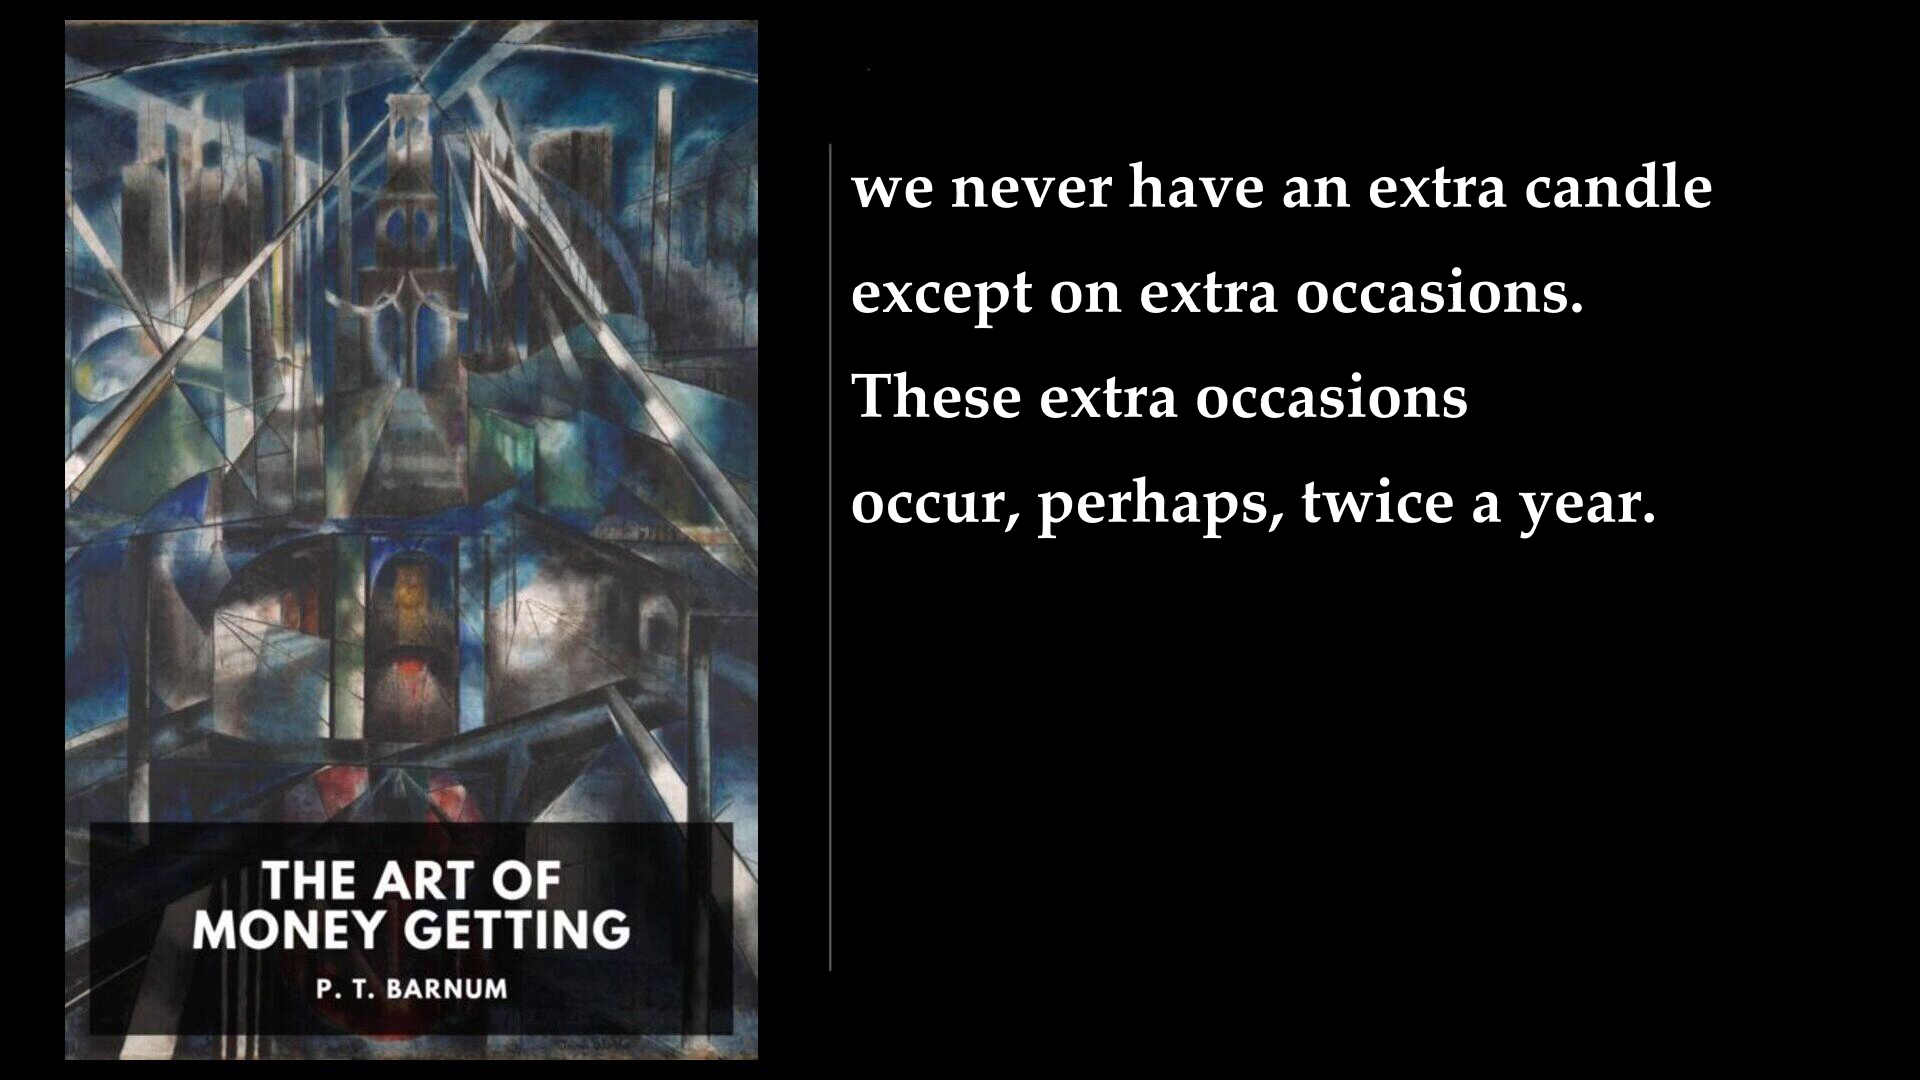 we never have an extra candle
except on extra occasions.
These extra occasions
occur, perhaps, twice a year.
THE ART OF
MONEY GETTING
P. T. BARNUM